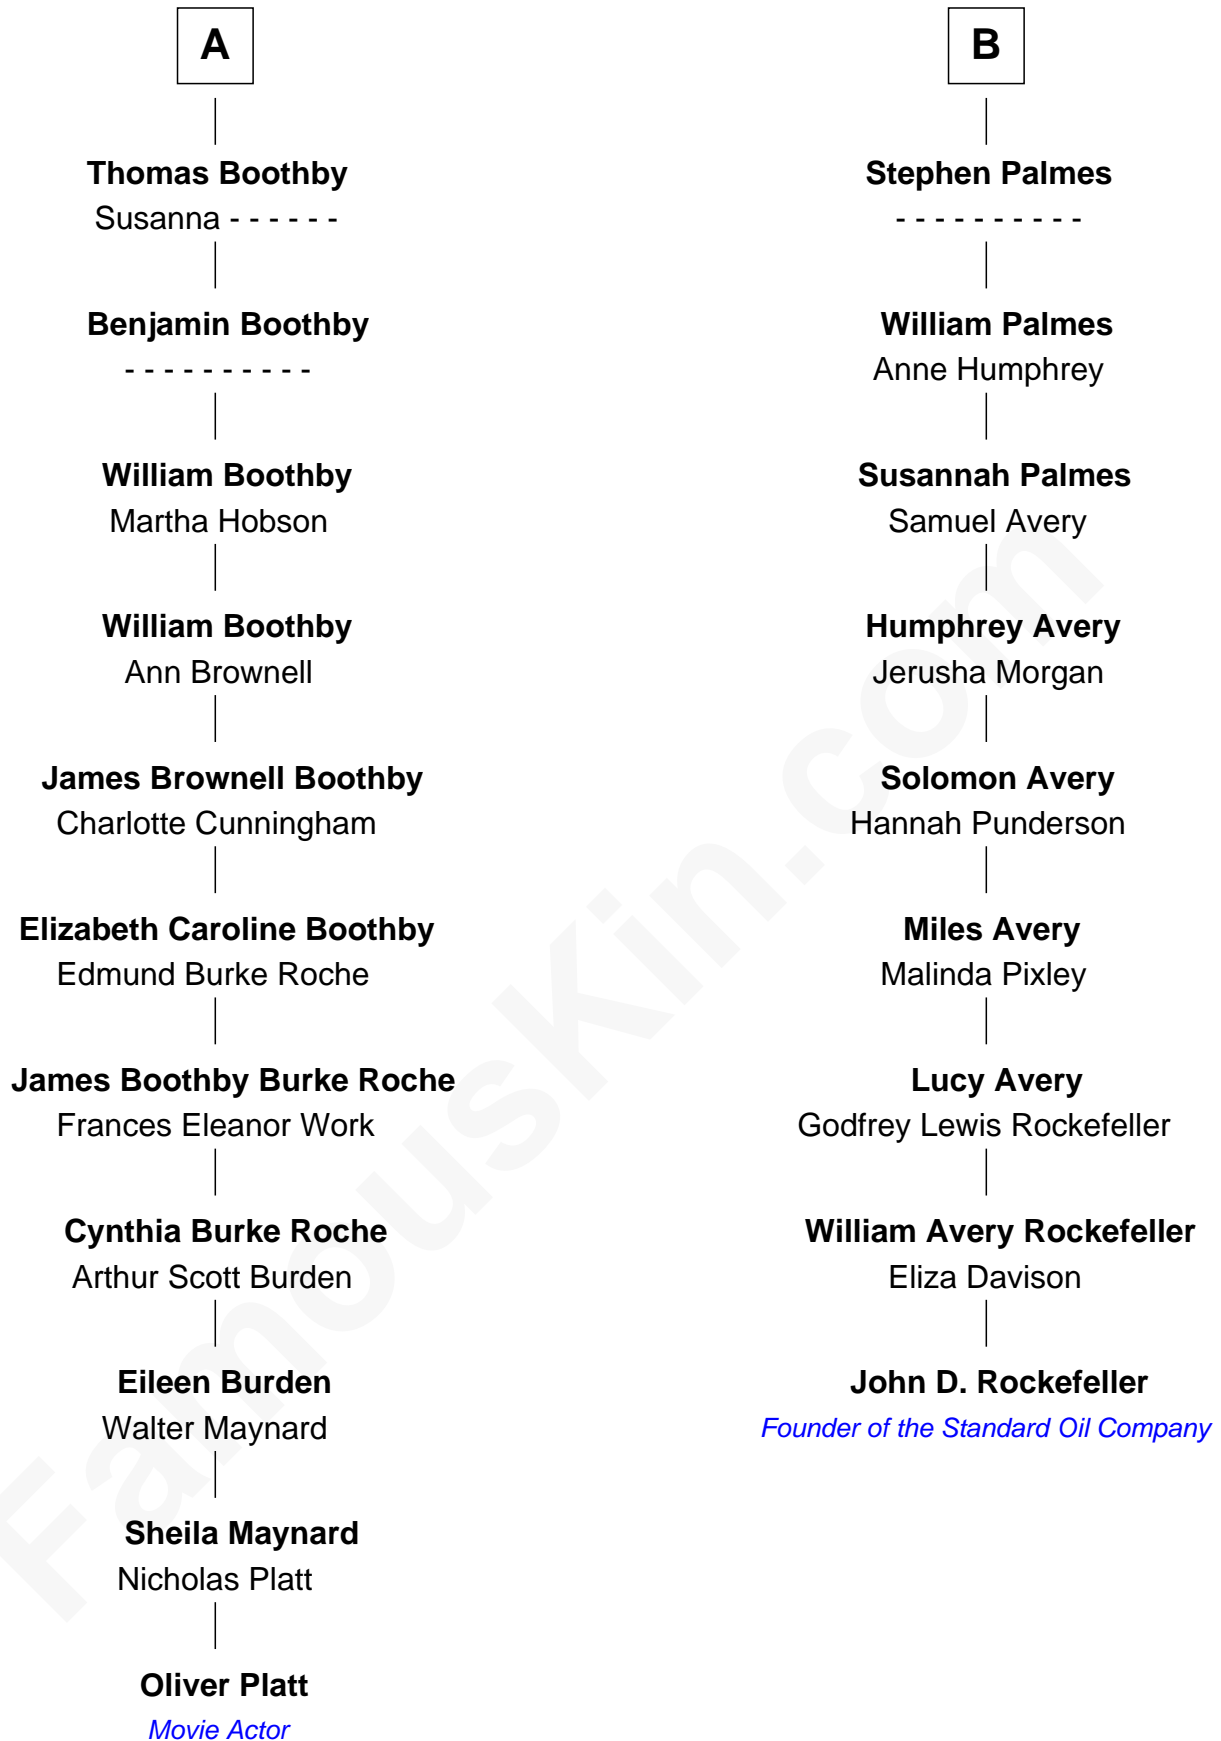 A
Thomas Boothby
Susanna - - - - - -
Benjamin Boothby
- - - - - - - - - -
William Boothby
Martha Hobson
William Boothby
Ann Brownell
James Brownell Boothby
Charlotte Cunningham
Elizabeth Caroline Boothby
Edmund Burke Roche
James Boothby Burke Roche
Frances Eleanor Work
Cynthia Burke Roche
Arthur Scott Burden
Eileen Burden
Walter Maynard
Sheila Maynard
Nicholas Platt
Oliver Platt
Movie Actor
B
Stephen Palmes
- - - - - - - - - -
William Palmes
Anne Humphrey
Susannah Palmes
Samuel Avery
Humphrey Avery
Jerusha Morgan
Solomon Avery
Hannah Punderson
Miles Avery
Malinda Pixley
Lucy Avery
Godfrey Lewis Rockefeller
William Avery Rockefeller
Eliza Davison
John D. Rockefeller
Founder of the Standard Oil Company
FamousKin.com